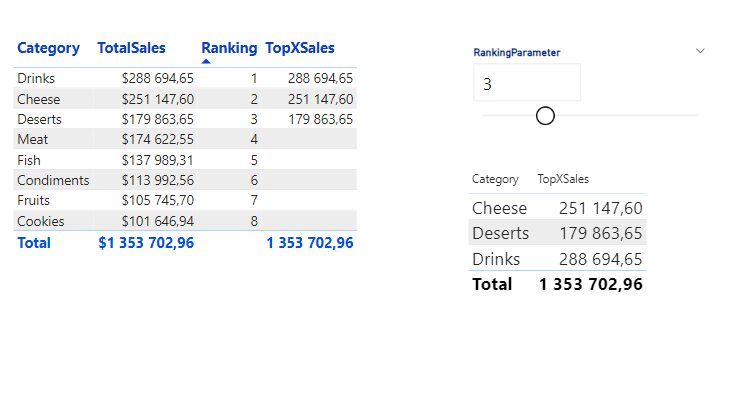 Category TotalSales Ranking TopXSales
Drinks $288 694,65 1 288 694,65
Cheese $251 147,60 2 251 147,60
Deserts $179 863,65 3 179 863,65
Meat $174 622,55 4
Fish $137 989,31 5
Condiments $113 992,56 6
Fruits $105 745,70 7
Cookies $101 646,94 8
Total $1 353 702,96 1 353 702,96
RankingParameter
3
Category TopXSales
Cheese 251 147,60
Deserts 179 863,65
Drinks 288 694,65
Total 1 353 702,96